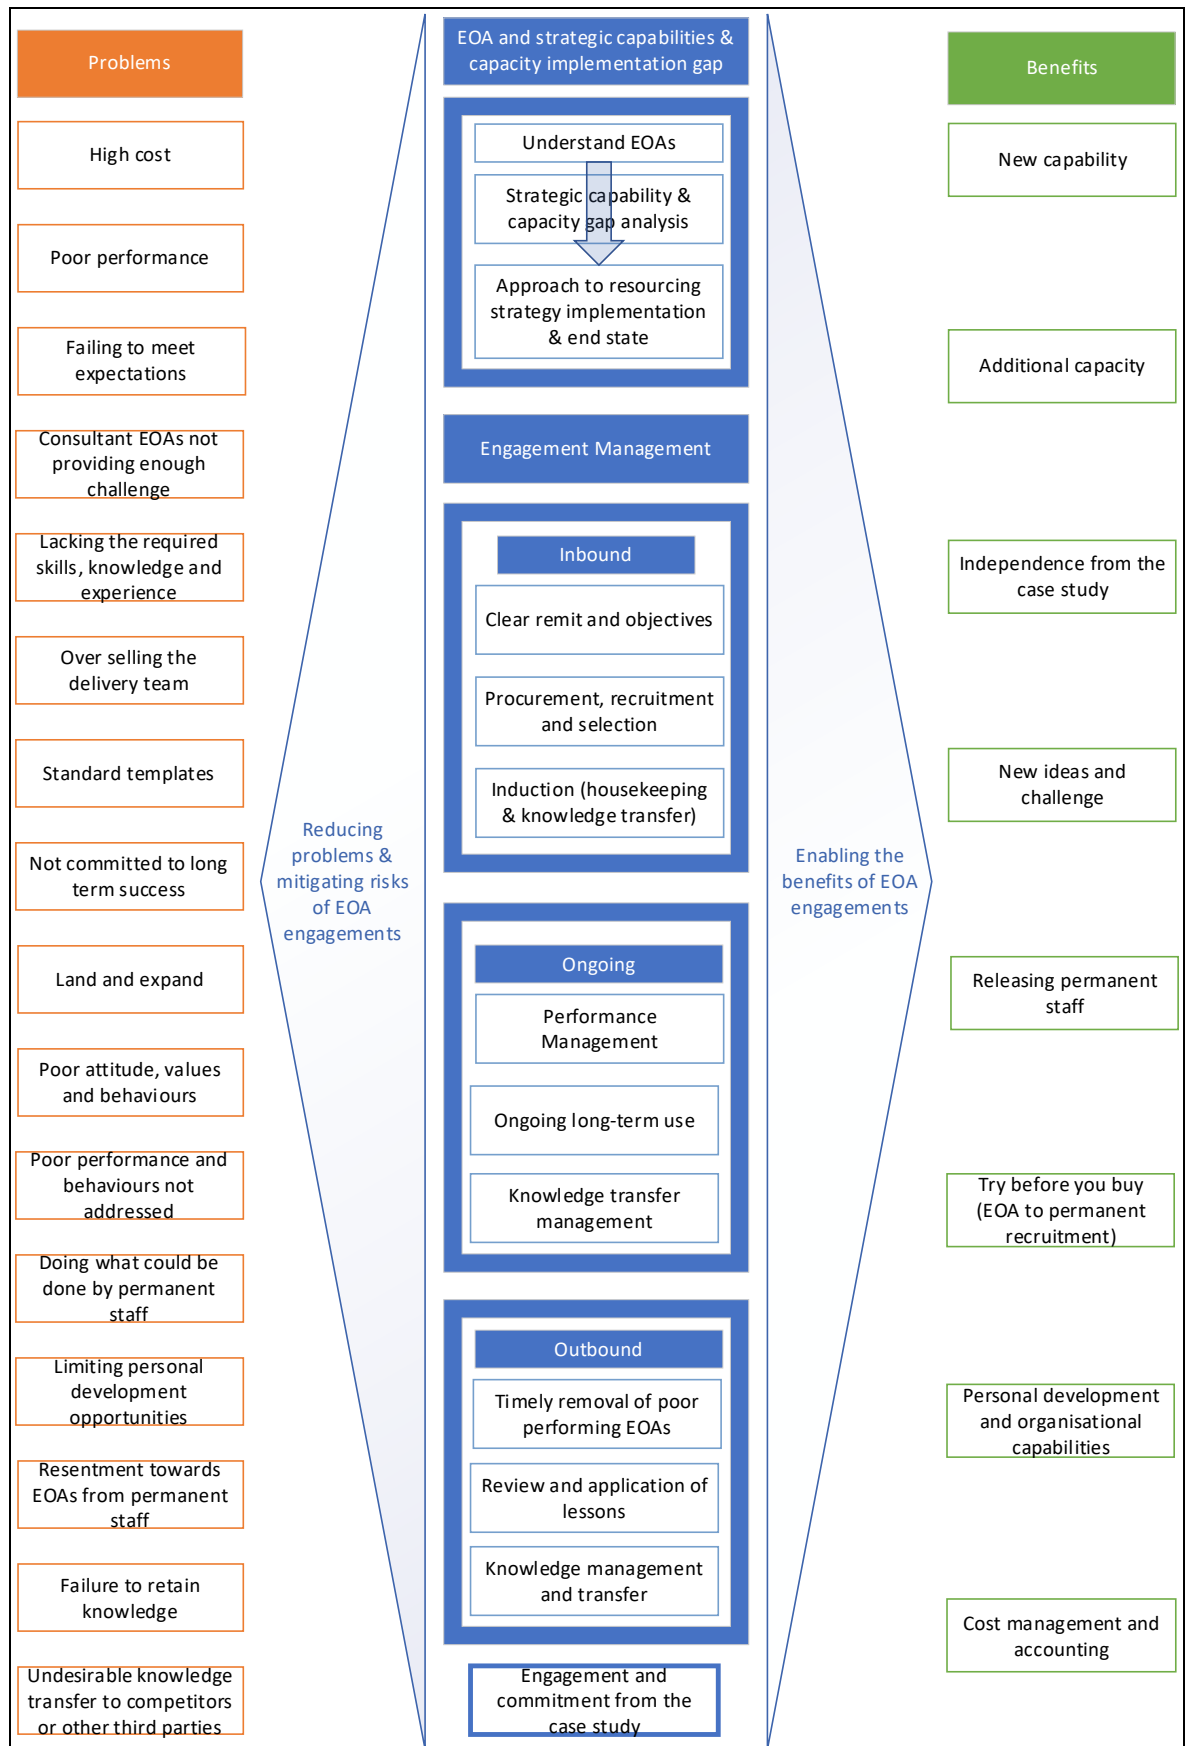 Problems
High cost
Poor performance
Failing to meet
expectations
Consultant EOAs not
providing enough
challenge
Lacking the required
skills, knowledge and
experience
Over selling the
delivery team
Standard templates
Not committed to long
term success
Land and expand
Poor attitude, values
and behaviours
Poor performance and
behaviours not
addressed
Doing what could be
done by permanent
staff
Limiting personal
development
opportunities
Resentment towards
EOAs from permanent
staff
Failure to retain
knowledge
Undesirable knowledge
transfer to competitors
or other third parties
Reducing
problems &
mitigating risks
of EOA
engagements
EOA and strategic capabilities &
capacity implementation gap
Understand EOAs
Strategic capability &
capacity gap analysis
Approach to resourcing
strategy implementation
& end state
Engagement Management
Inbound
Clear remit and objectives
Procurement, recruitment
and selection
Induction (housekeeping
& knowledge transfer)
Ongoing
Performance
Management
Ongoing long-term use
Knowledge transfer
management
Outbound
Timely removal of poor
performing EOAs
Review and application of
lessons
Knowledge management
and transfer
Engagement and
commitment from the
case study
Enabling the
benefits of EOA
engagements
Benefits
New capability
Additional capacity
Independence from the
case study
New ideas and
challenge
Releasing permanent
staff
Try before you buy
(EOA to permanent
recruitment)
Personal development
and organisational
capabilities
Cost management and
accounting